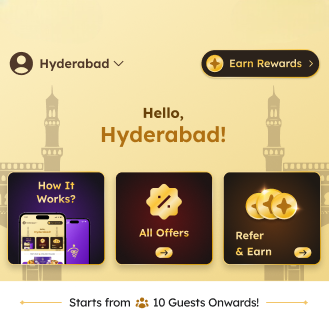 Hyderabad
Earn Rewards
Hello,
Hyderabad!
How It
Works?
All Offers
Refer
& Earn
Starts from 10 Guests Onwards!